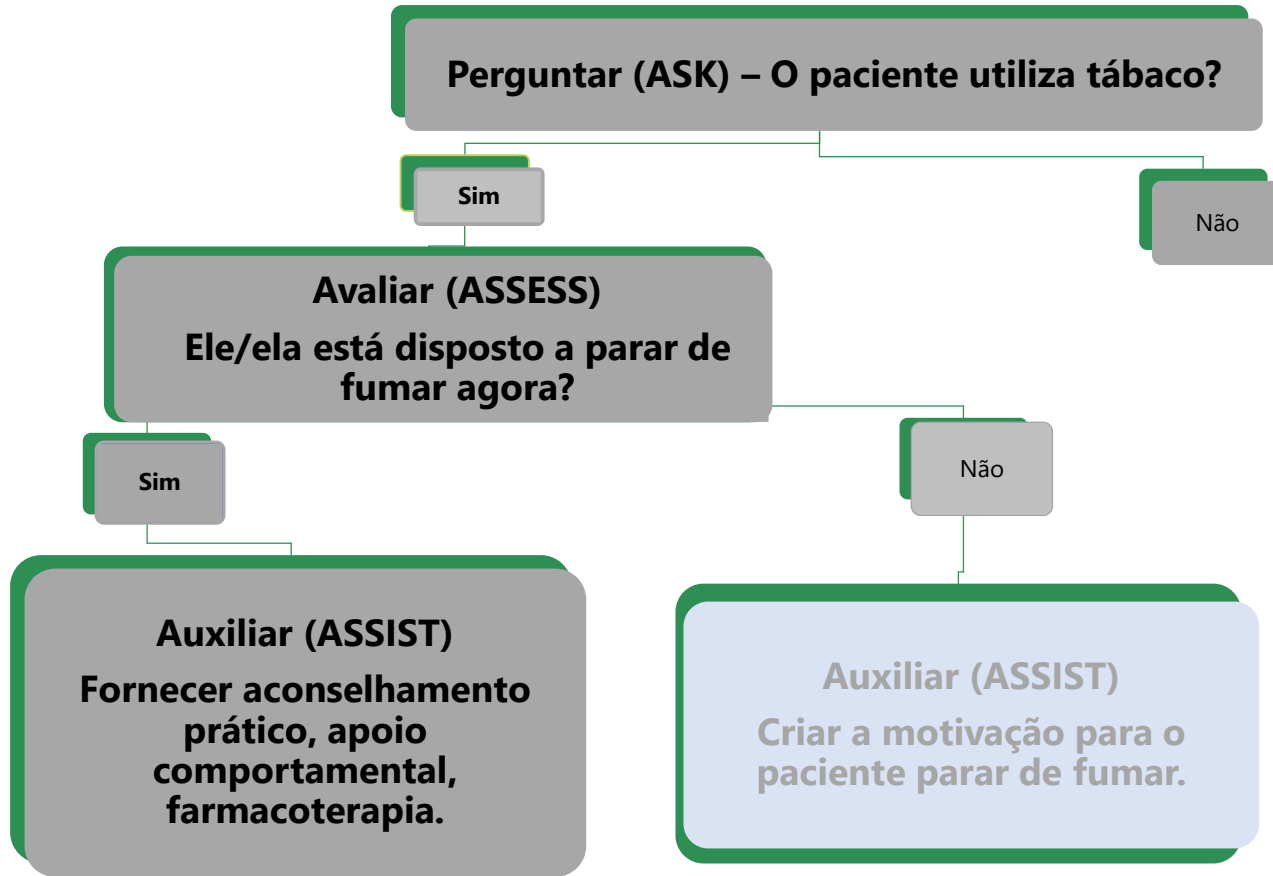 Perguntar (ASK) – O paciente utiliza tábaco?
Sim
Não
Avaliar (ASSESS)
Ele/ela está disposto a parar de
fumar agora?
Sim
Não
Auxiliar (ASSIST)
Fornecer aconselhamento
prático, apoio
comportamental,
farmacoterapia.
Auxiliar (ASSIST)
Criar a motivação para o
paciente parar de fumar.